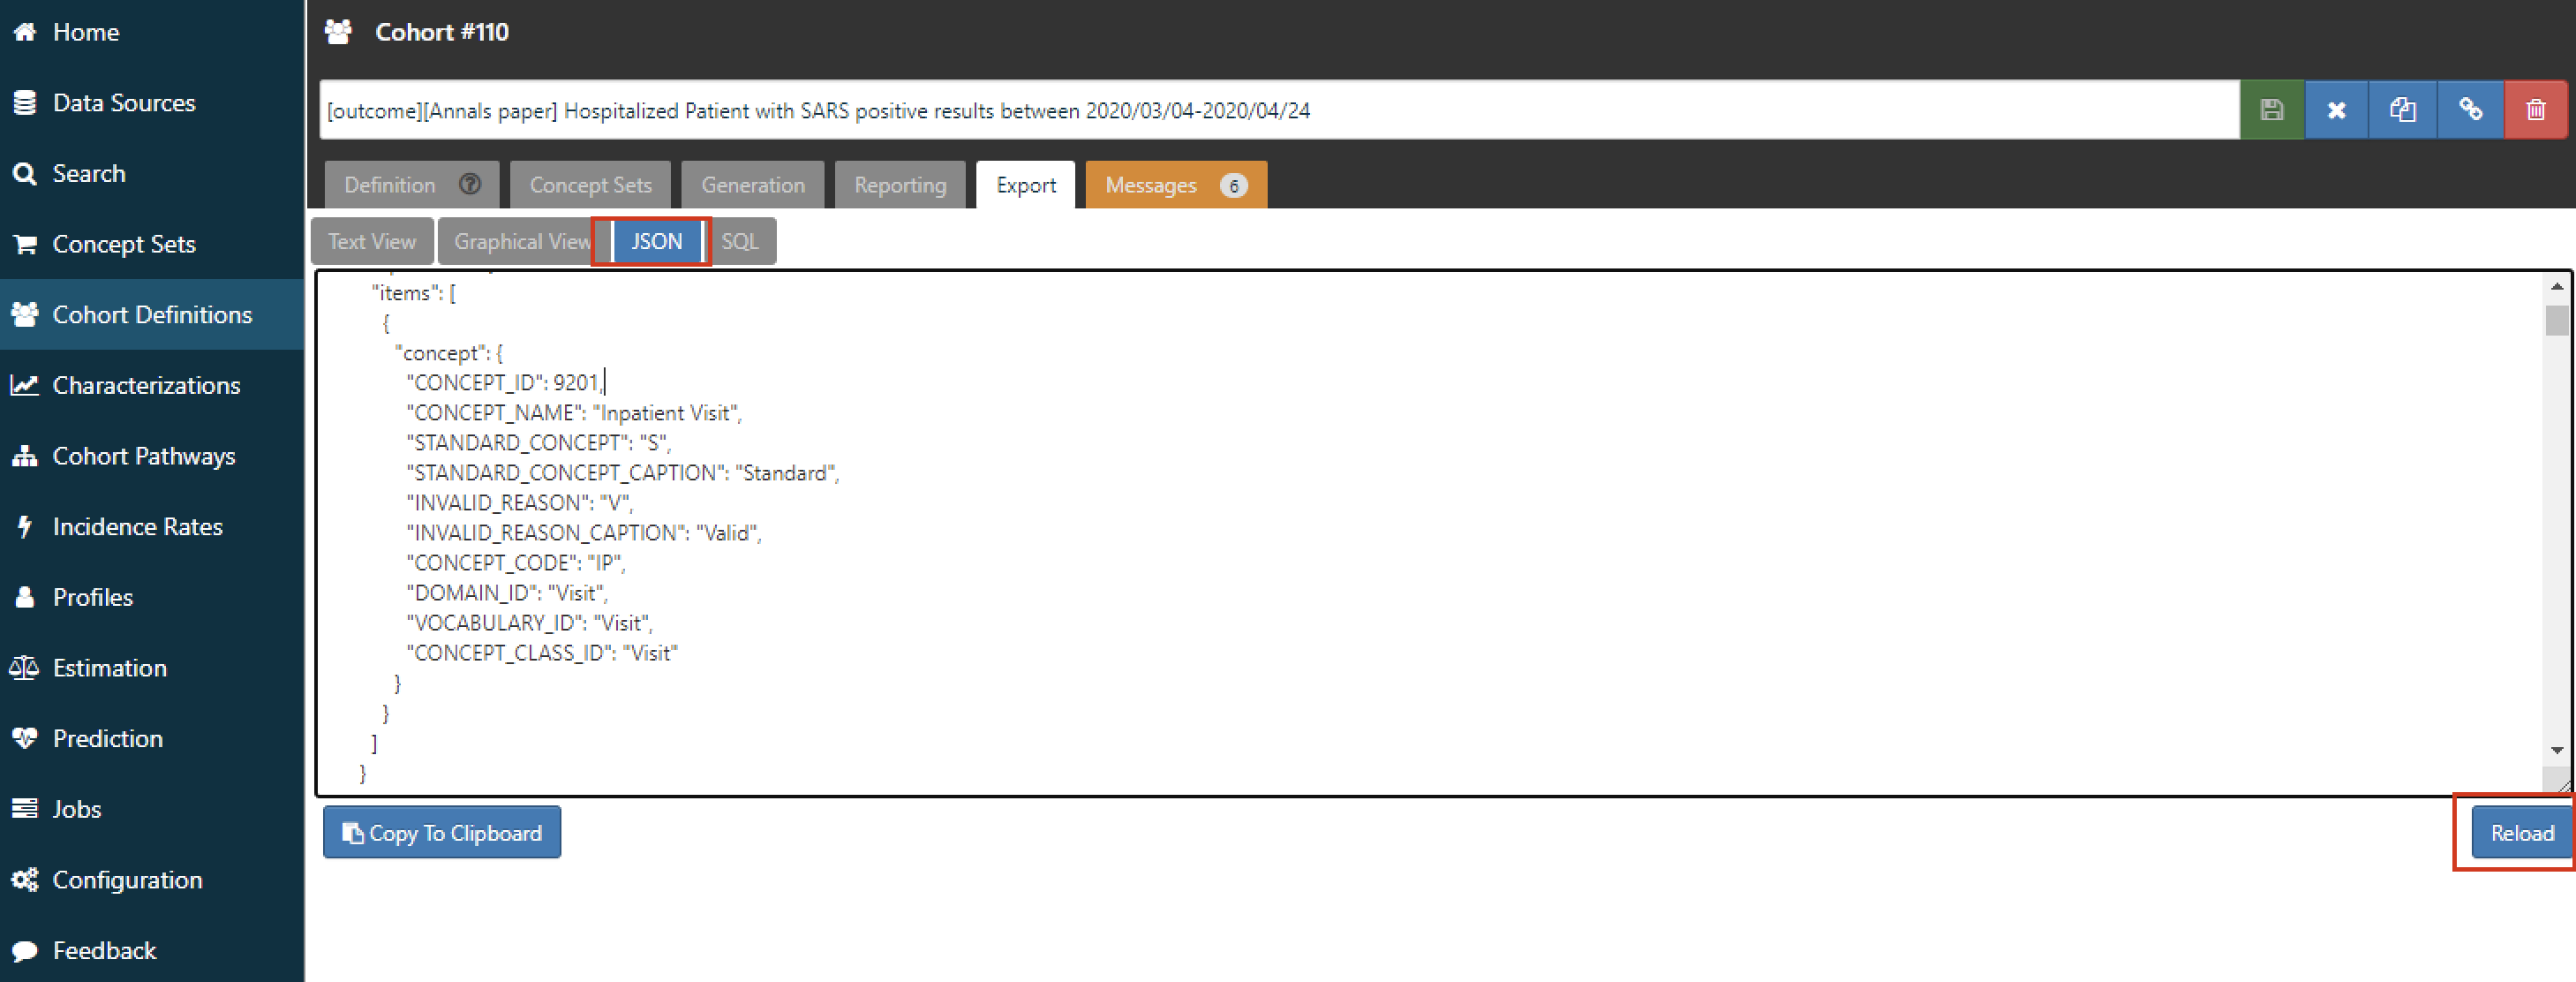 Home
Data Sources
Search
Concept Sets
Cohort Definitions
Characterizations
Cohort Pathways
Incidence Rates
Profiles
Estimation
Prediction
Jobs
Configuration
Feedback
Cohort #110
[outcome][Annals paper] Hospitalized Patient with SARS positive results between 2020/03/04-2020/04/24
Definition Concept Sets Generation Reporting Export Messages 6
Text View Graphical View JSON SQL
"items": [
{
"concept": {
"CONCEPT_ID": 9201,
"CONCEPT_NAME": "Inpatient Visit",
"STANDARD_CONCEPT": "S",
"STANDARD_CONCEPT_CAPTION": "Standard",
"INVALID_REASON": "V",
"INVALID_REASON_CAPTION": "Valid",
"CONCEPT_CODE": "IP",
"DOMAIN_ID": "Visit",
"VOCABULARY_ID": "Visit",
"CONCEPT_CLASS_ID": "Visit"
}
}
]
}
Copy To Clipboard Reload